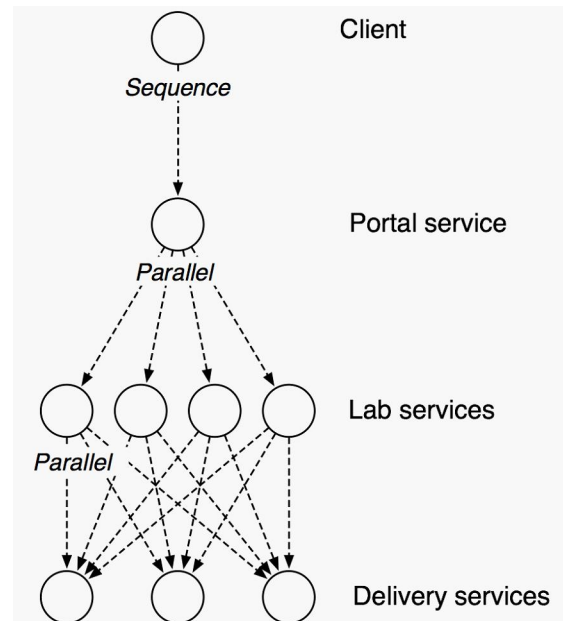 Client
Sequence
Portal service
Parallel
Lab services
Parallel
Delivery services